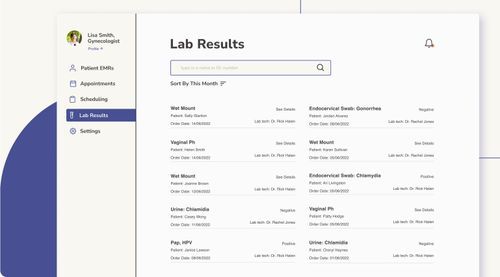 Lisa Smith,
Gynecologist
Profile
Patient EMRs
Appointments
Scheduling
Lab Results
Settings
Lab Results
Type in a name or ID number
Sort By This Month
Wet Mount See Details
Patient: Sally Stanton
Order Date: 14/06/2022 Lab tech: Dr. Rick Halen
Vaginal Ph See Details
Patient: Helen Smith
Order Date: 14/06/2022 Lab tech: Dr. Rick Halen
Wet Mount See Details
Patient: Joanne Brown
Order Date: 12/06/2022 Lab tech: Dr. Rick Halen
Urine: Chlamidia Negative
Patient: Casey Wong
Order Date: 11/06/2022 Lab tech: Dr. Rachel Jones
Pap, HPV Positive
Patient: Janice Lawson
Order Date: 08/06/2022 Lab tech: Dr. Rick Halen
Endocervical Swab: Gonorrhea Negative
Patient: Jordan Alvarez
Order Date: 08/06/2022 Lab tech: Dr. Rachel Jones
Wet Mount See Details
Patient: Karen Sullivan
Order Date: 06/06/2022 Lab tech: Dr. Rachel Jones
Endocervical Swab: Chlamydia Positive
Patient: Ari Livingston
Order Date: 06/06/2022 Lab tech: Dr. Rick Halen
Vaginal Ph See Details
Patient: Patty Hodge
Order Date: 05/06/2022 Lab tech: Dr. Rachel Jones
Urine: Chlamidia Negative
Patient: Cheryl Haynes
Order Date: 01/06/2022 Lab tech: Dr. Rick Halen